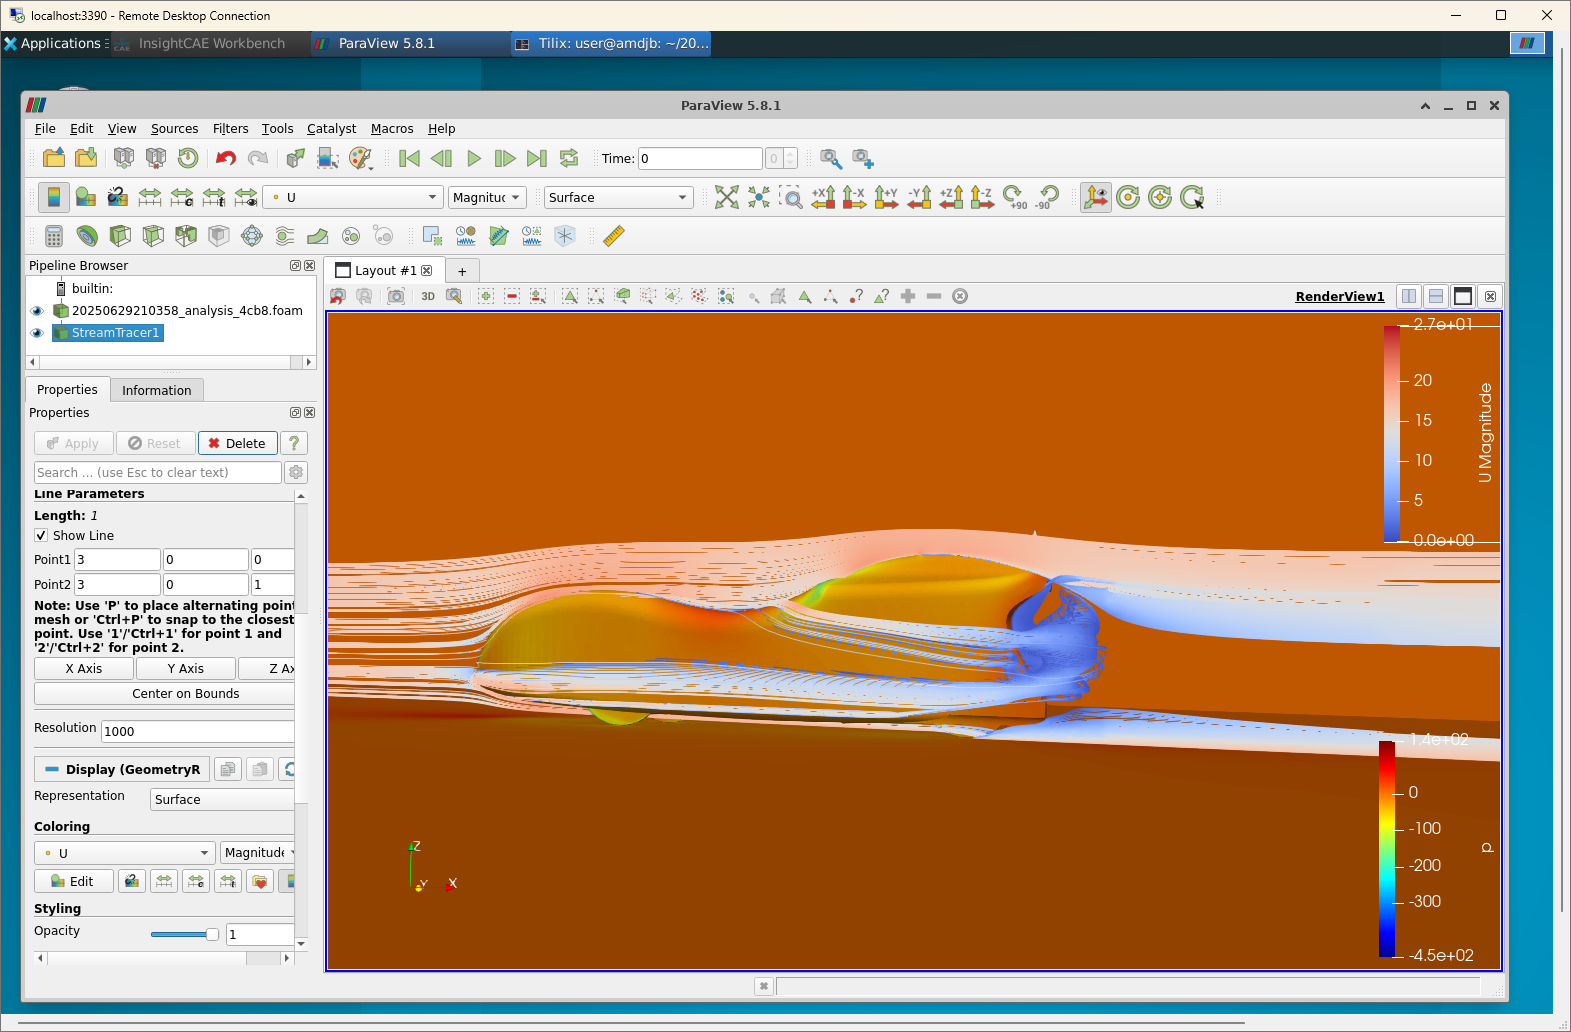 localhost:3390 - Remote Desktop Connection
Applications
InsightCAE Workbench
ParaView 5.8.1
Tilix: user@amdjb: ~/20...
ParaView 5.8.1
File Edit View Sources Filters Tools Catalyst Macros Help
Time: 0
0
U
Magnituc
Surface
+X
-X
+Y
-Y
+Z
-Z
+90
-90
Pipeline Browser
builtin:
20250629210358_analysis_4cb8.foam
StreamTracer1
Properties
Information
Properties
Apply
Reset
Delete
?
Search ... (use Esc to clear text)
Line Parameters
Length: 1
Show Line
Point1 3 0 0
Point2 3 0 1
Note: Use 'P' to place alternating point
mesh or 'Ctrl+P' to snap to the closest
point. Use '1'/'Ctrl+1' for point 1 and
'2'/'Ctrl+2' for point 2.
X Axis
Y Axis
Z Ax
Center on Bounds
Resolution 1000
Display (GeometryR
Representation Surface
Coloring
U
Magnitude
Edit
Styling
Opacity 1
Layout #1
+
3D
RenderView1
2.7e+01
20
15
10
5
0.0e+00
U Magnitude
1.4e+02
0
-100
-200
-300
-4.5e+02
p
Z
Y
X